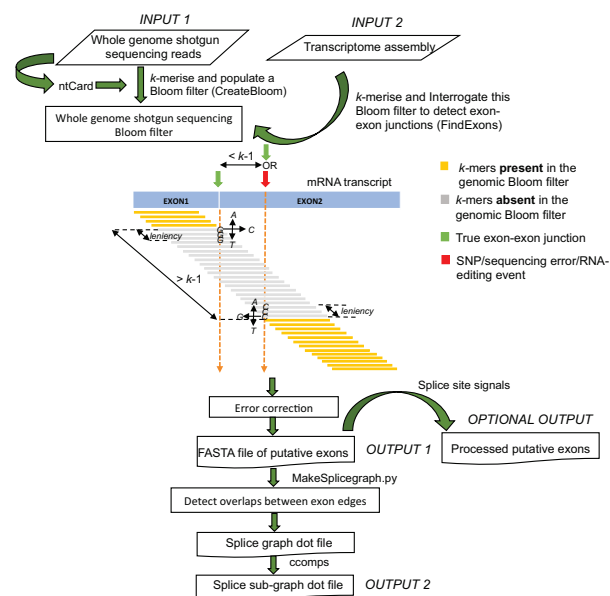 INPUT 1
INPUT 2
Whole genome shotgun
sequencing reads
Transcriptome assembly
ntCard
k-merise and populate a
Bloom filter (CreateBloom)
k-merise and Interrogate this
Bloom filter to detect exon-
exon junctions (FindExons)
Whole genome shotgun sequencing
Bloom filter
< k-1
OR
mRNA transcript
EXON1
EXON2
k-mers present in the
genomic Bloom filter
k-mers absent in the
genomic Bloom filter
True exon-exon junction
SNP/sequencing error/RNA-
editing event
leniency
A
C
T
G
> k-1
leniency
A
G
T
C
Error correction
Splice site signals
OPTIONAL OUTPUT
FASTA file of putative exons
OUTPUT 1
Processed putative exons
MakeSplicegraph.py
Detect overlaps between exon edges
Splice graph dot file
ccomps
Splice sub-graph dot file
OUTPUT 2